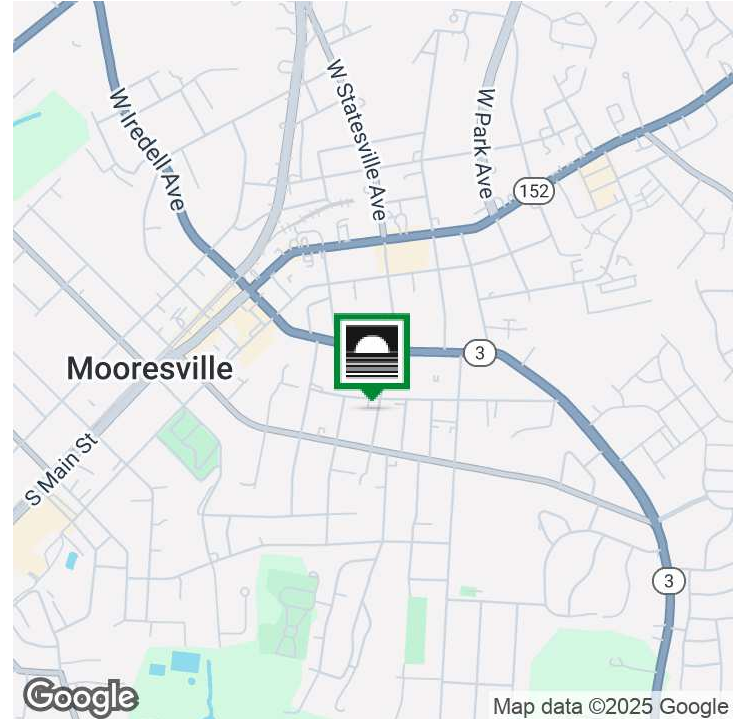 W Iredell Ave
W Statesville Ave
W Park Ave
152
3
Mooresville
S Main St
3
Google
Map data ©2025 Google